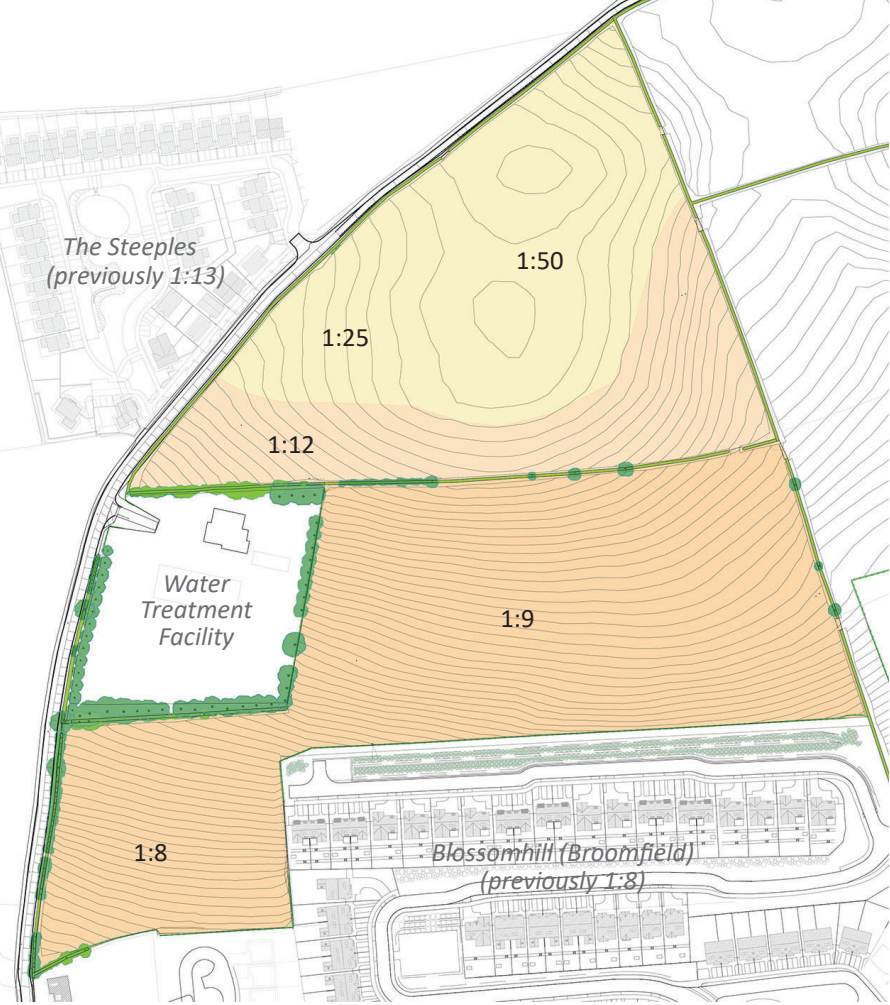 The Steeples
(previously 1:13)
1:50
1:25
1:12
Water
Treatment
Facility
1:9
1:8
Blossomhill (Broomfield)
(previously 1:8)